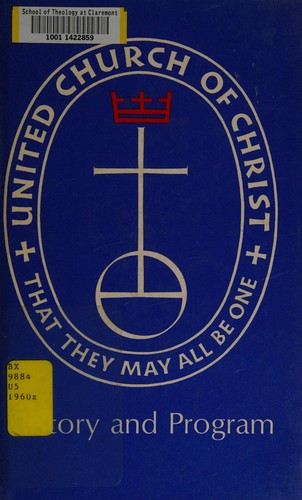 School of Theology at Claremont
1001 1422859
UNITED CHURCH OF CHRIST
THAT THEY MAY ALL BE ONE
BX
9884
U5
1960z
tory and Program